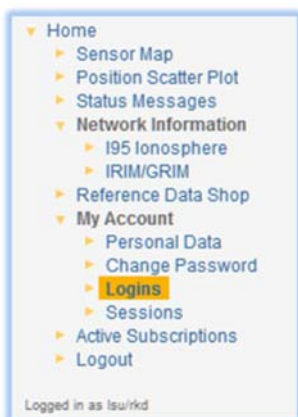 Home
Sensor Map
Position Scatter Plot
Status Messages
Network Information
I95 Ionosphere
IRIM/GRIM
Reference Data Shop
My Account
Personal Data
Change Password
Logins
Sessions
Active Subscriptions
Logout
Logged in as lsu/rkd